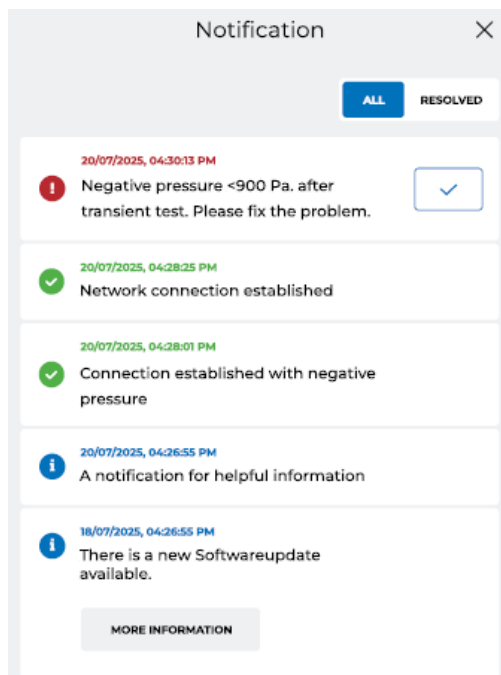 Notification
ALL
RESOLVED
20/07/2025, 04:30:13 PM
Negative pressure <900 Pa. after
transient test. Please fix the problem.
20/07/2025, 04:28:25 PM
Network connection established
20/07/2025, 04:28:01 PM
Connection established with negative
pressure
20/07/2025, 04:26:55 PM
A notification for helpful information
18/07/2025, 04:26:55 PM
There is a new Softwareupdate
available.
MORE INFORMATION